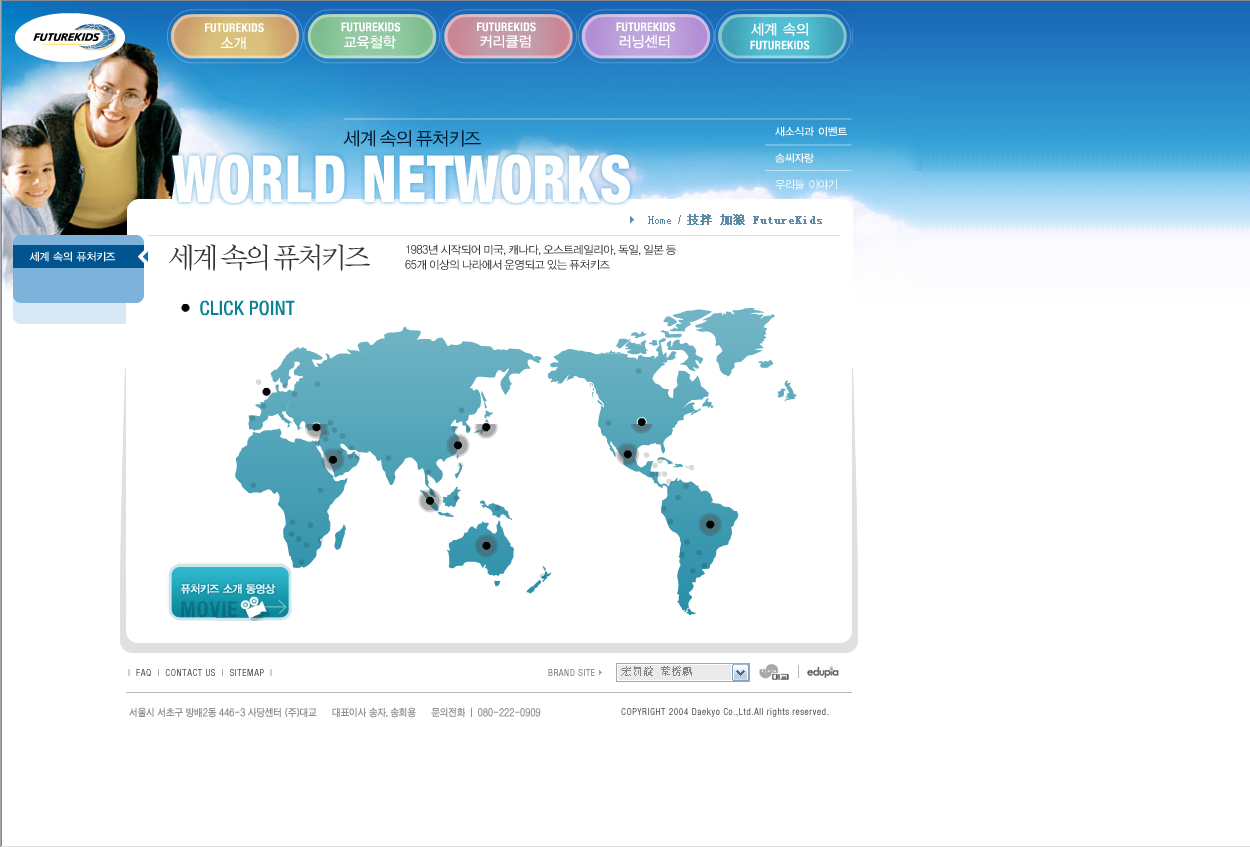 FUTUREKIDS
FUTUREKIDS
소개
FUTUREKIDS
교육철학
FUTUREKIDS
커리큘럼
FUTUREKIDS
러닝센터
세계 속의
FUTUREKIDS
세계 속의 퓨처키즈
WORLD NETWORKS
새소식과 이벤트
솜씨자랑
우리들 이야기
Home / 技拌 加狼 FutureKids
세계 속의 퓨처키즈
세계 속의 퓨처키즈
1983년 시작되어 미국, 캐나다, 오스트레일리아, 독일, 일본 등
65개 이상의 나라에서 운영되고 있는 퓨처키즈
CLICK POINT
퓨처키즈 소개 동영상
MOVIE
FAQ | CONTACT US | SITEMAP
BRAND SITE
edupia
서울시 서초구 방배2동 446-3 사당센터 (주)대교 대표이사 송자, 송희용 문의전화 | 080-222-0909
COPYRIGHT 2004 Daekyo Co.,Ltd.All rights reserved.